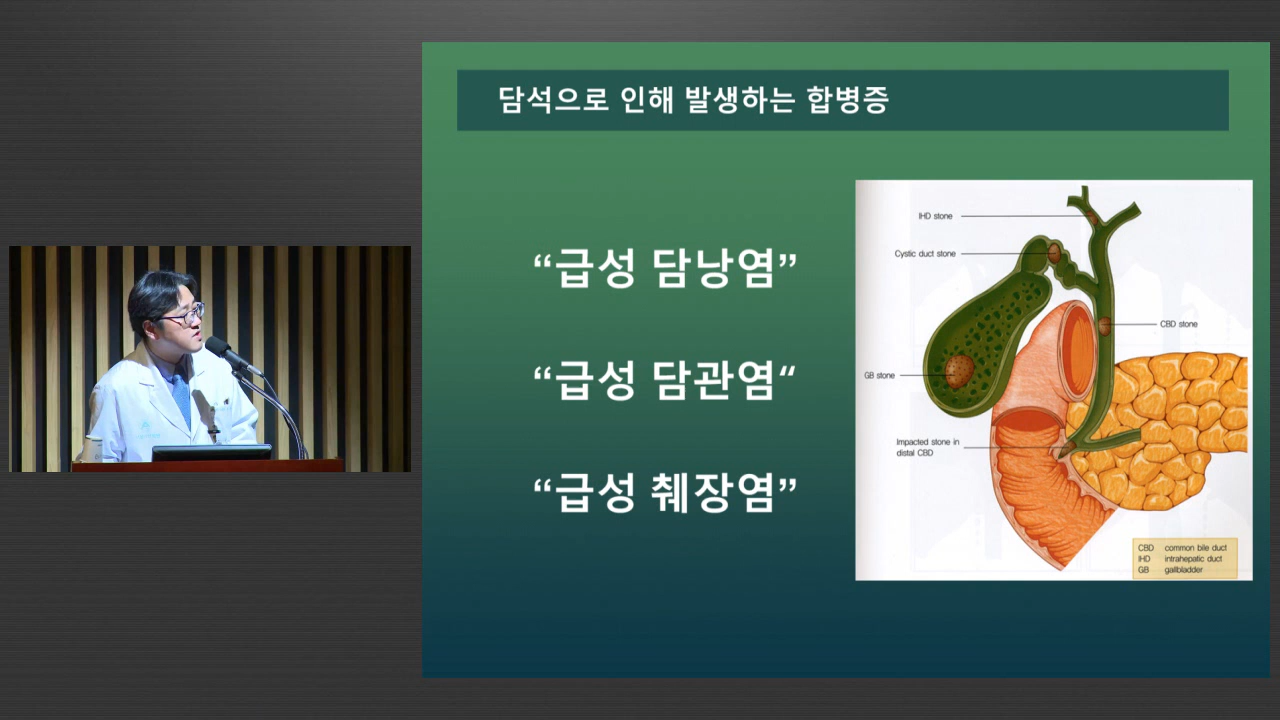 담석으로 인해 발생하는 합병증
“급성 담낭염”
“급성 담관염“
“급성 췌장염”
IHD stone
Cystic duct stone
CBD stone
GB stone
Impacted stone in
distal CBD
CBD common bile duct
IHD intrahepatic duct
GB gallbladder